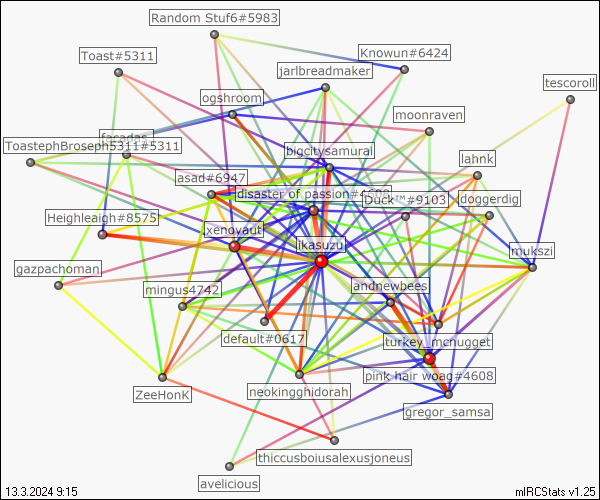 Random Stuf6#5983
Toast#5311
Knowun#6424
jarlbreadmaker
tescoroll
ogshroom
moonraven
facadas
ToastephBroseph5311#5311
bigcitysamurai
lahnk
asad#6947
disaster of passion#4608
Duck™#9103
doggerdig
Heighleaigh#8575
xenovaut
likasuzu
mukszi
gazpachoman
mingus4742
andnewbees
default#0617
turkey_mcnugget
pink hair woag#4608
ZeeHonK
neokingghidorah
gregor_samsa
thiccusboiusalexusjoneus
avelicious
13.3.2024 9:15
mIRCStats v1.25